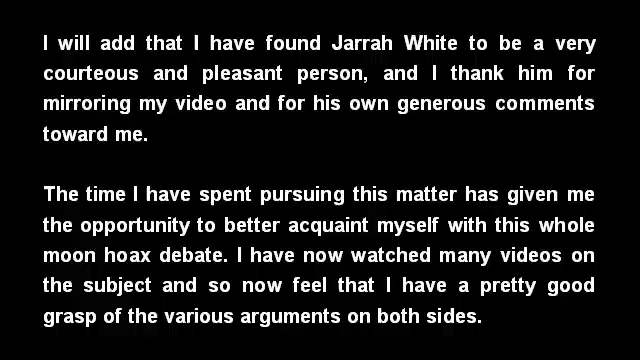 I will add that I have found Jarrah White to be a very
courteous and pleasant person, and I thank him for
mirroring my video and for his own generous comments
toward me.
The time I have spent pursuing this matter has given me
the opportunity to better acquaint myself with this whole
moon hoax debate. I have now watched many videos on
the subject and so now feel that I have a pretty good
grasp of the various arguments on both sides.